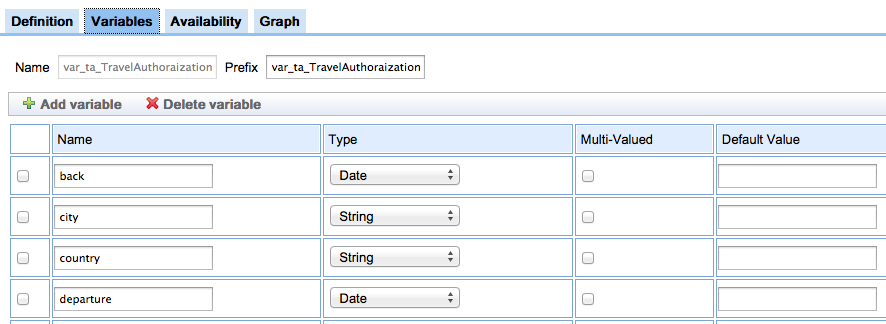 Definition Variables Availability Graph
Name var_ta_TravelAuthoraization Prefix var_ta_TravelAuthoraization
Add variable Delete variable
Name Type Multi-Valued Default Value
back Date
city String
country String
departure Date